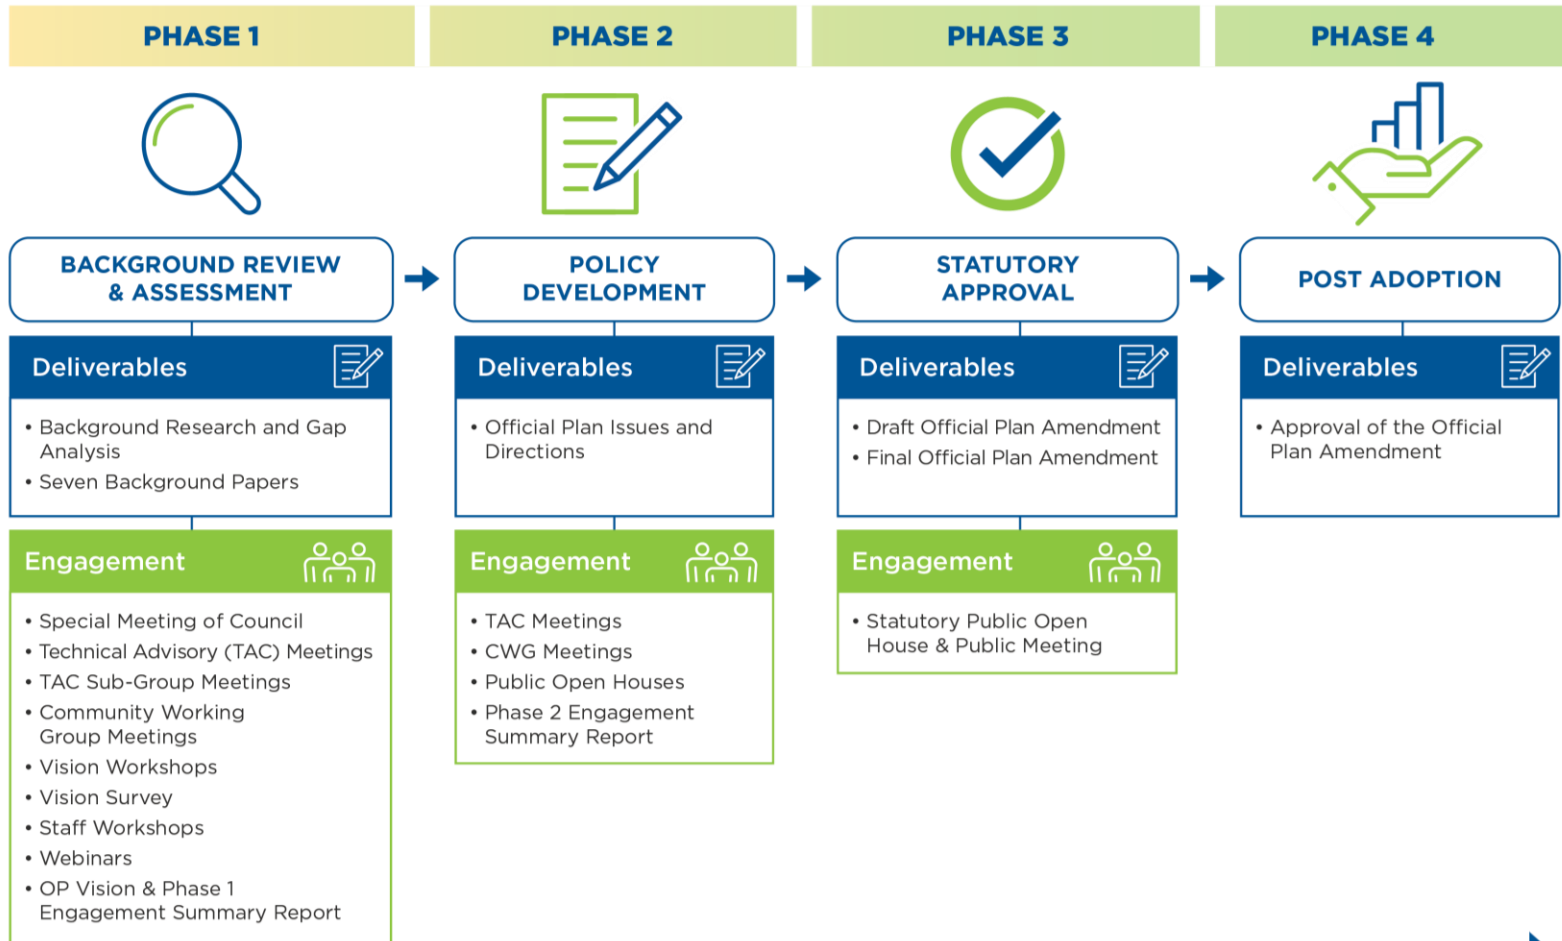 PHASE 1
PHASE 2
PHASE 3
PHASE 4
BACKGROUND REVIEW
& ASSESSMENT
POLICY
DEVELOPMENT
STATUTORY
APPROVAL
POST ADOPTION
Deliverables
• Background Research and Gap
Analysis
• Seven Background Papers
Deliverables
• Official Plan Issues and
Directions
Deliverables
• Draft Official Plan Amendment
• Final Official Plan Amendment
Deliverables
• Approval of the Official
Plan Amendment
Engagement
• Special Meeting of Council
• Technical Advisory (TAC) Meetings
• TAC Sub-Group Meetings
• Community Working
Group Meetings
• Vision Workshops
• Vision Survey
• Staff Workshops
• Webinars
• OP Vision & Phase 1
Engagement Summary Report
Engagement
• TAC Meetings
• CWG Meetings
• Public Open Houses
• Phase 2 Engagement
Summary Report
Engagement
• Statutory Public Open
House & Public Meeting